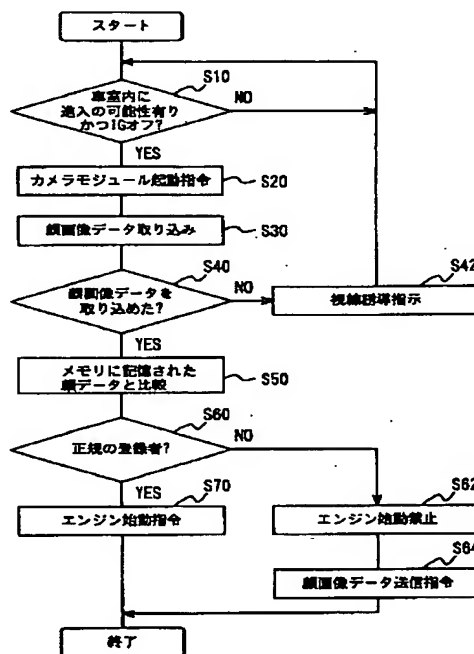 スタート
S10
車室内に
進入の可能性有り
かつIGオフ?
NO
YES
カメラモジュール起動指令
S20
顔画像データ取り込み
S30
S40
顔画像データを
取り込めた?
NO
S42
視線誘導指示
YES
メモリに記憶された
顔データと比較
S50
S60
正規の登録者?
NO
YES
S70
エンジン始動指令
S62
エンジン始動禁止
S64
顔画像データ送信指令
終了